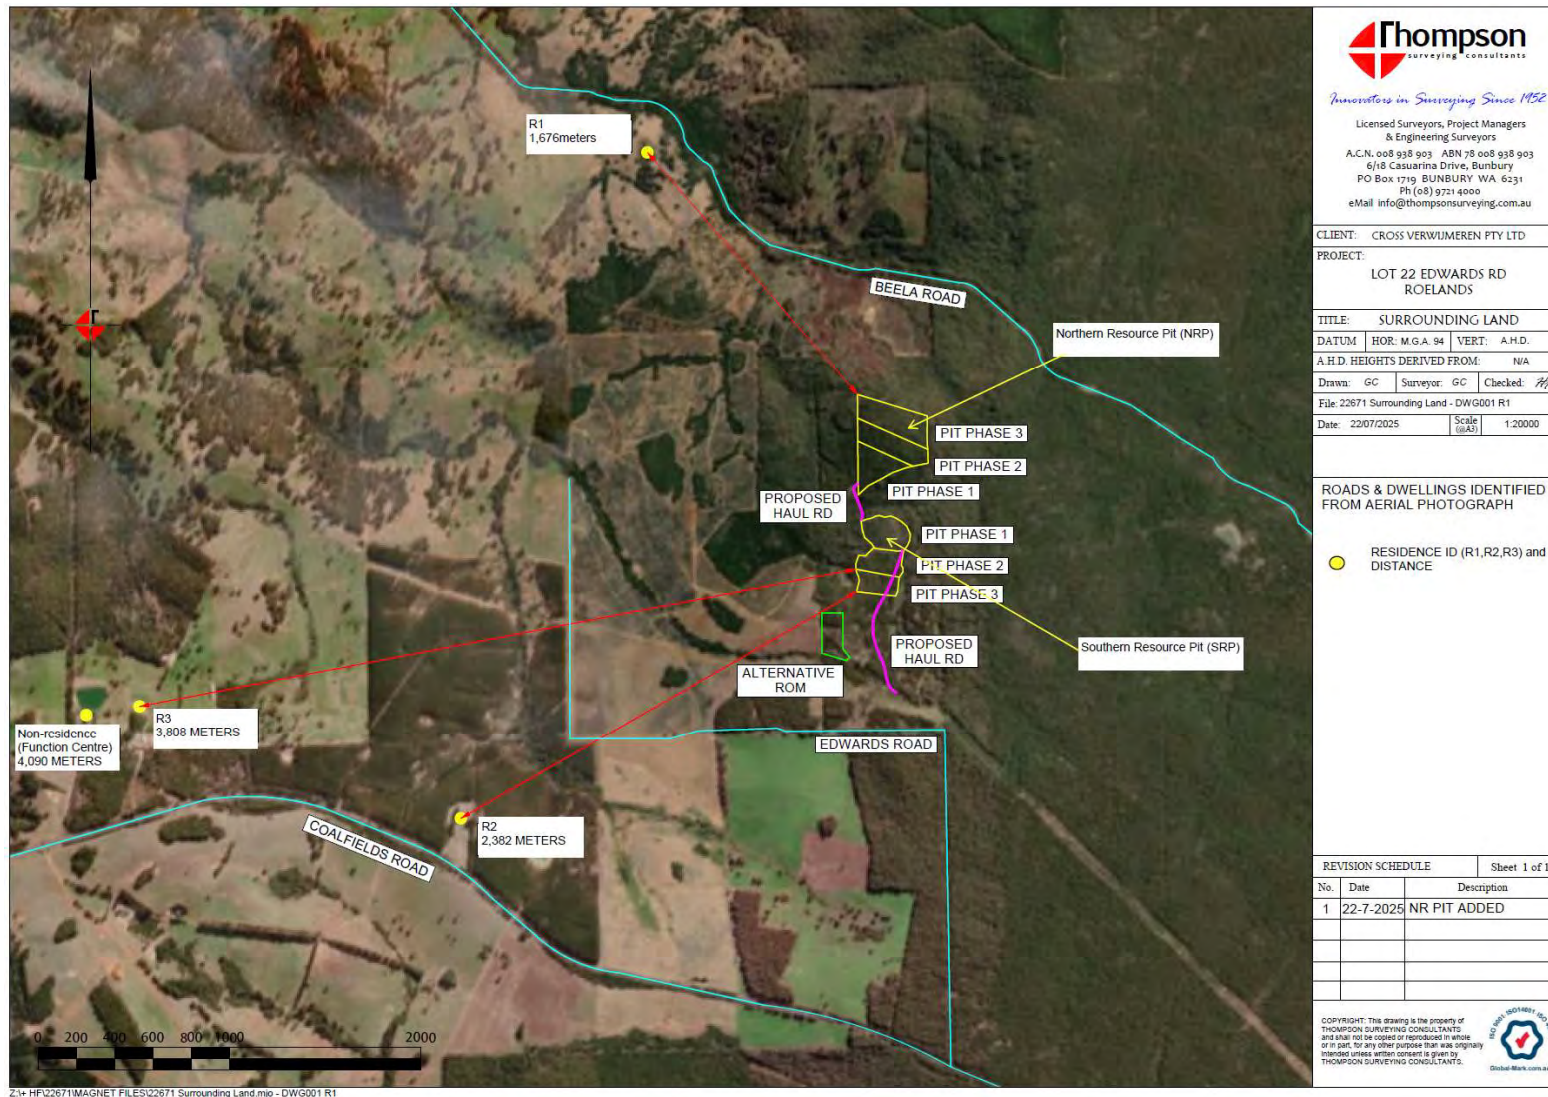 R1
1,676meters
BEELA ROAD
Northern Resource Pit (NRP)
PIT PHASE 3
PIT PHASE 2
PIT PHASE 1
PROPOSED
HAUL RD
PIT PHASE 1
PIT PHASE 2
PIT PHASE 3
PROPOSED
HAUL RD
Southern Resource Pit (SRP)
ALTERNATIVE
ROM
EDWARDS ROAD
R3
3,808 METERS
Non-residence
(Function Centre)
4,090 METERS
R2
2,382 METERS
COALFIELDS ROAD
0 200 400 600 800 1000 2000
Z:\+ HF\22671\MAGNET FILES\22671 Surrounding Land.mjo - DWG001 R1
Thompson
surveying consultants
Innovators in Surveying Since 1952
Licensed Surveyors, Project Managers
& Engineering Surveyors
A.C.N. 008 938 903 ABN 78 008 938 903
6/18 Casuarina Drive, Bunbury
PO Box 1719 BUNBURY WA 6231
Ph (08) 9721 4000
eMail info@thompsonsurveying.com.au
CLIENT: CROSS VERWIJMEREN PTY LTD
PROJECT:
LOT 22 EDWARDS RD
ROELANDS
TITLE: SURROUNDING LAND
DATUM HOR: M.G.A. 94 VERT: A.H.D.
A.H.D. HEIGHTS DERIVED FROM: N/A
Drawn: GC Surveyor: GC Checked:
File: 22671 Surrounding Land - DWG001 R1
Date: 22/07/2025 Scale (@A3) 1:20000
ROADS & DWELLINGS IDENTIFIED
FROM AERIAL PHOTOGRAPH
RESIDENCE ID (R1,R2,R3) and
DISTANCE
REVISION SCHEDULE Sheet 1 of 1
No. Date Description
1 22-7-2025 NR PIT ADDED
COPYRIGHT: This drawing is the property of
THOMPSON SURVEYING CONSULTANTS
and shall not be copied or reproduced in whole
or in part, for any other purpose than was originally
intended unless written consent is given by
THOMPSON SURVEYING CONSULTANTS.
ISO 9001 ISO14001 ISO
Global-Mark.com.au